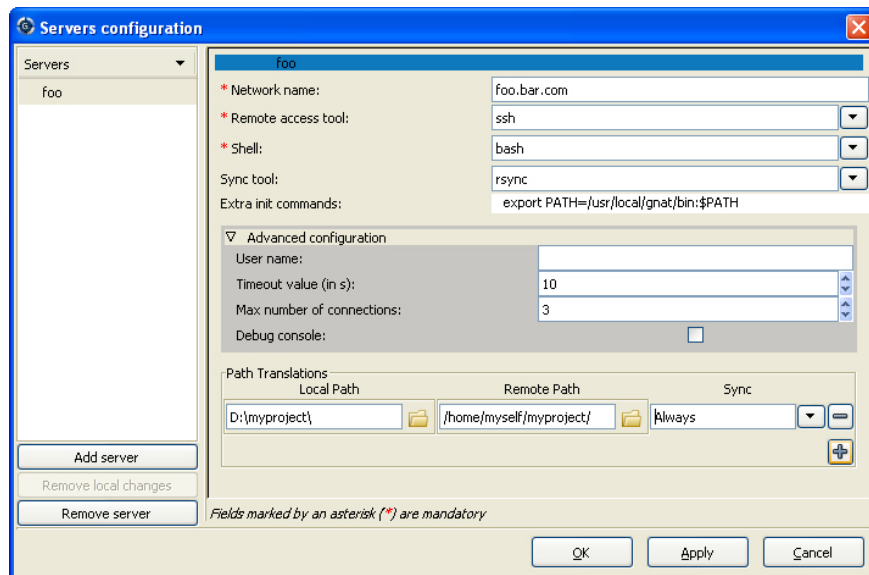 Servers configuration
Servers
foo
foo
* Network name: foo.bar.com
* Remote access tool: ssh
* Shell: bash
Sync tool: rsync
Extra init commands: export PATH=/usr/local/gnat/bin:$PATH
Advanced configuration
User name:
Timeout value (in s): 10
Max number of connections: 3
Debug console:
Path Translations
Local Path Remote Path Sync
D:\myproject\ /home/myself/myproject/ Always
Add server
Remove local changes
Remove server
Fields marked by an asterisk (*) are mandatory
OK Apply Cancel